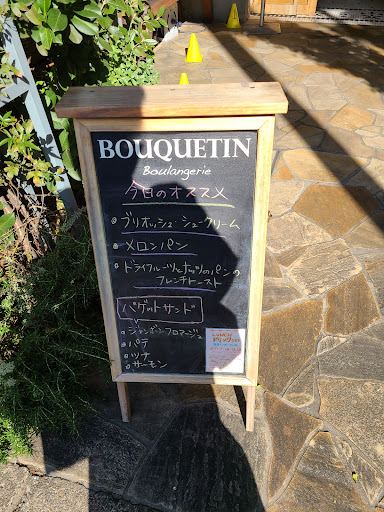 BOUQUETIN
Boulangerie
今日のオススメ
ブリオッシュ・シュークリーム
メロンパン
ドライフルーツとナッツのパンの
フレンチトースト
バゲットサンド
ジャンボンフロマージュ
パテ
ツナ
サーモン